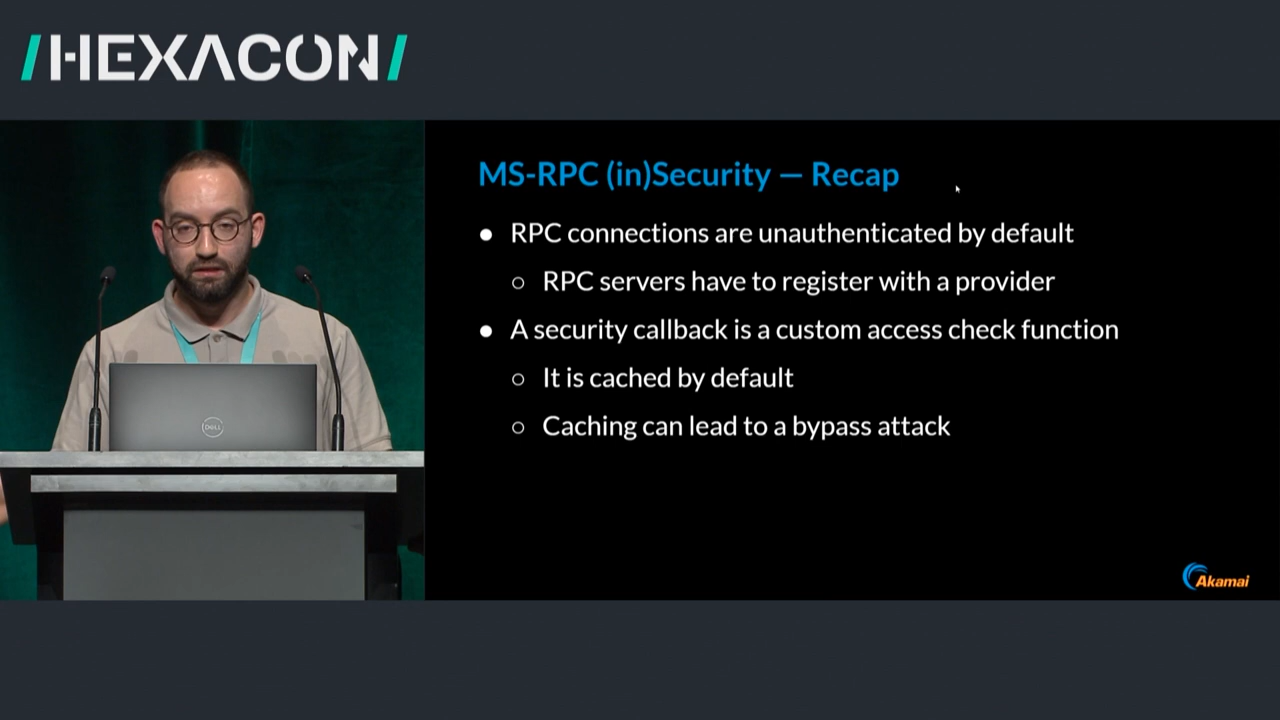 /HEXACON/
MS-RPC (in)Security — Recap
● RPC connections are unauthenticated by default
○ RPC servers have to register with a provider
● A security callback is a custom access check function
○ It is cached by default
○ Caching can lead to a bypass attack
DELL
Akamai